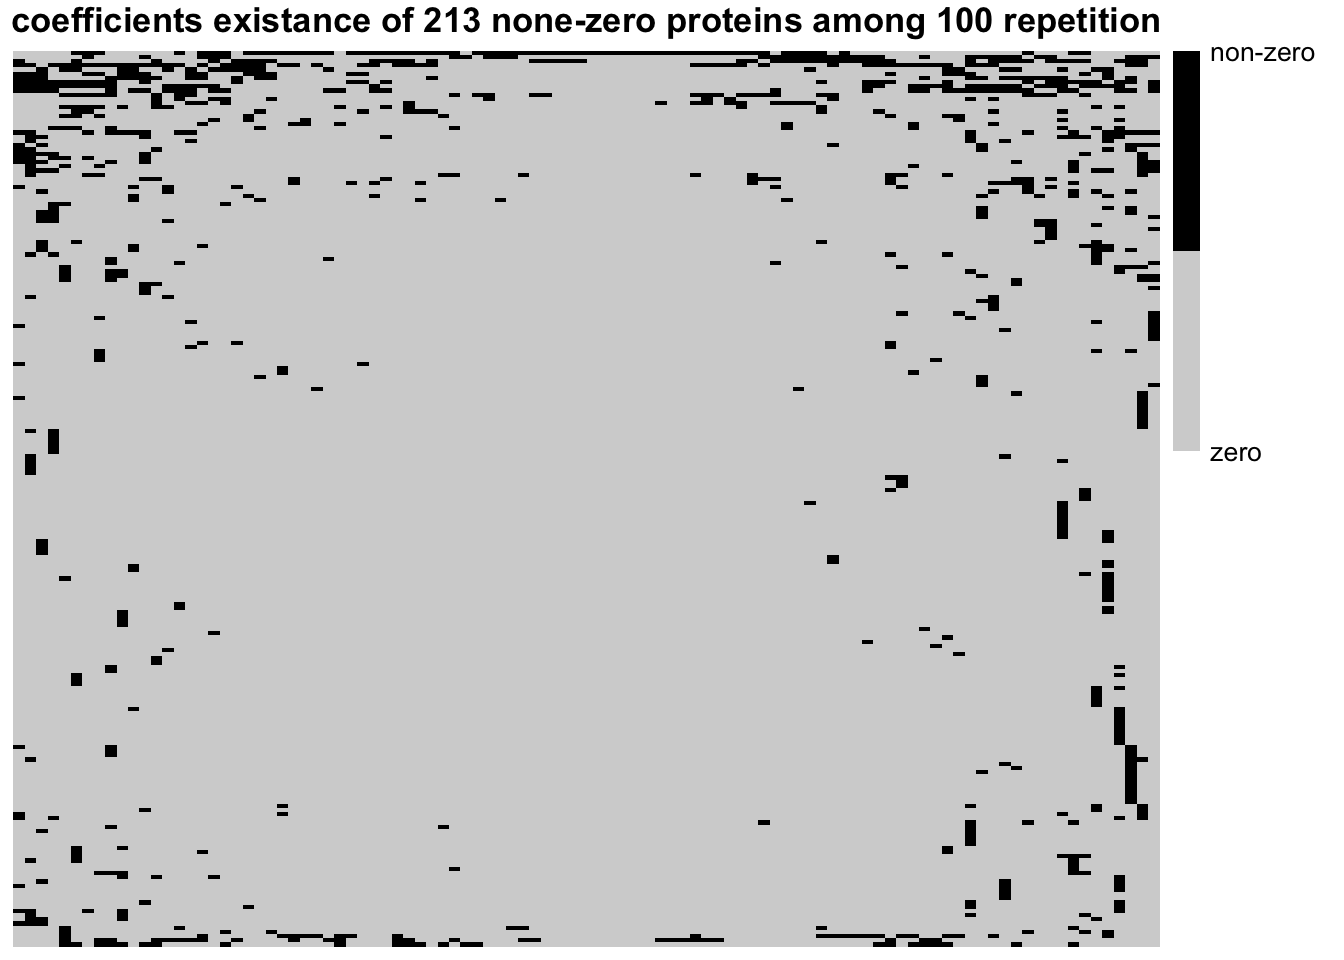 coefficients existance of 213 none-zero proteins among 100 repetition
non-zero
zero